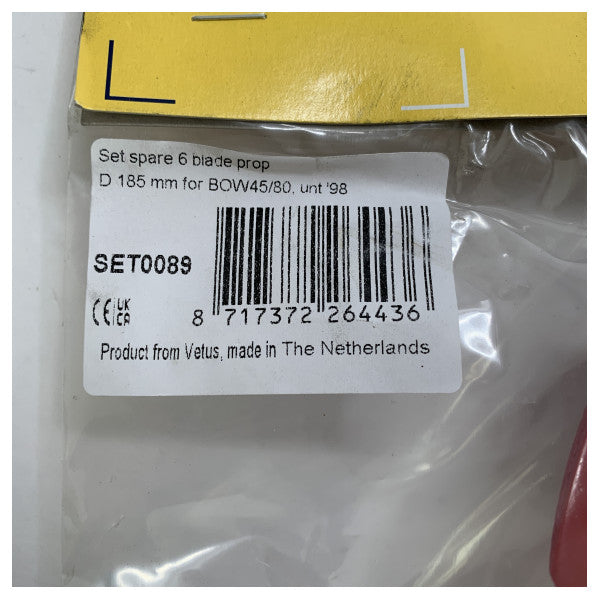 Set spare 6 blade prop
D 185 mm for BOW45/80, unt '98
SET0089
CE UK CA
8 717372 264436
Product from Vetus, made in The Netherlands